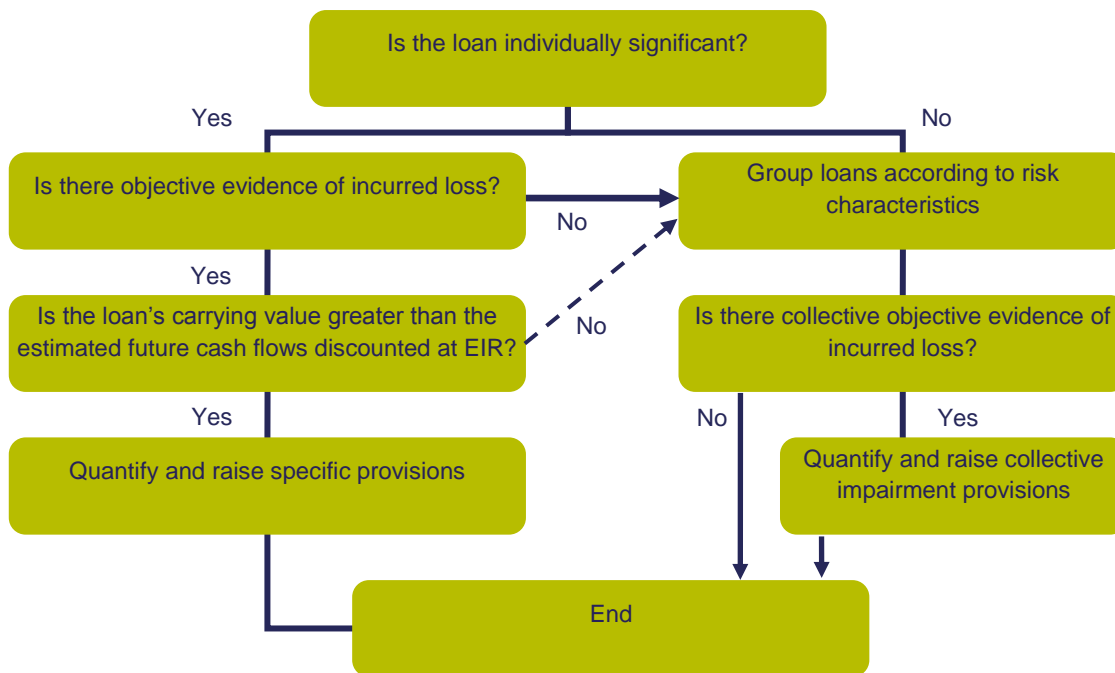 Is the loan individually significant?
Yes
No
Is there objective evidence of incurred loss?
Group loans according to risk
characteristics
No
Yes
Is the loan's carrying value greater than the
estimated future cash flows discounted at EIR?
No
Is there collective objective evidence of
incurred loss?
Yes
No
Yes
Quantify and raise specific provisions
Quantify and raise collective
impairment provisions
End